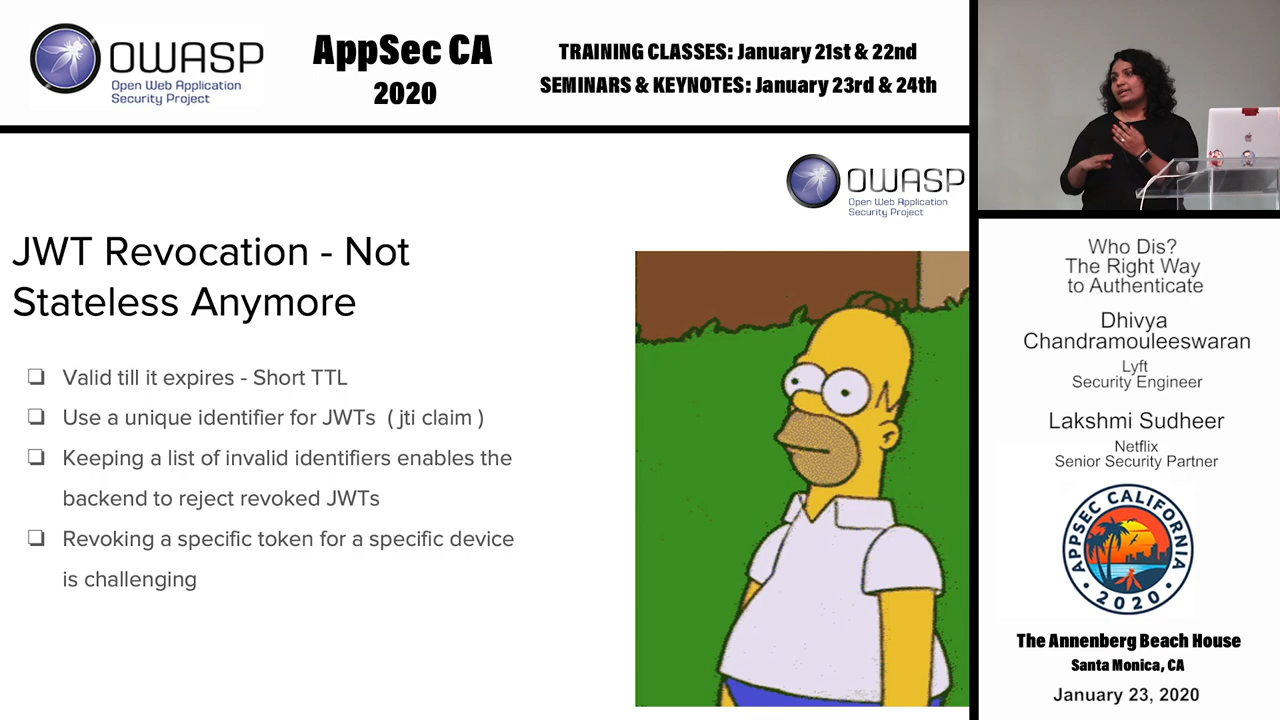 OWASP
Open Web Application
Security Project
AppSec CA
2020
TRAINING CLASSES: January 21st & 22nd
SEMINARS & KEYNOTES: January 23rd & 24th
OWASP
Open Web Application
Security Project
JWT Revocation - Not
Stateless Anymore
Valid till it expires - Short TTL
Use a unique identifier for JWTs ( jti claim )
Keeping a list of invalid identifiers enables the
backend to reject revoked JWTs
Revoking a specific token for a specific device
is challenging
Who Dis?
The Right Way
to Authenticate
Dhivya
Chandramouleeswaran
Lyft
Security Engineer
Lakshmi Sudheer
Netflix
Senior Security Partner
APPSEC CALIFORNIA
2020
The Annenberg Beach House
Santa Monica, CA
January 23, 2020